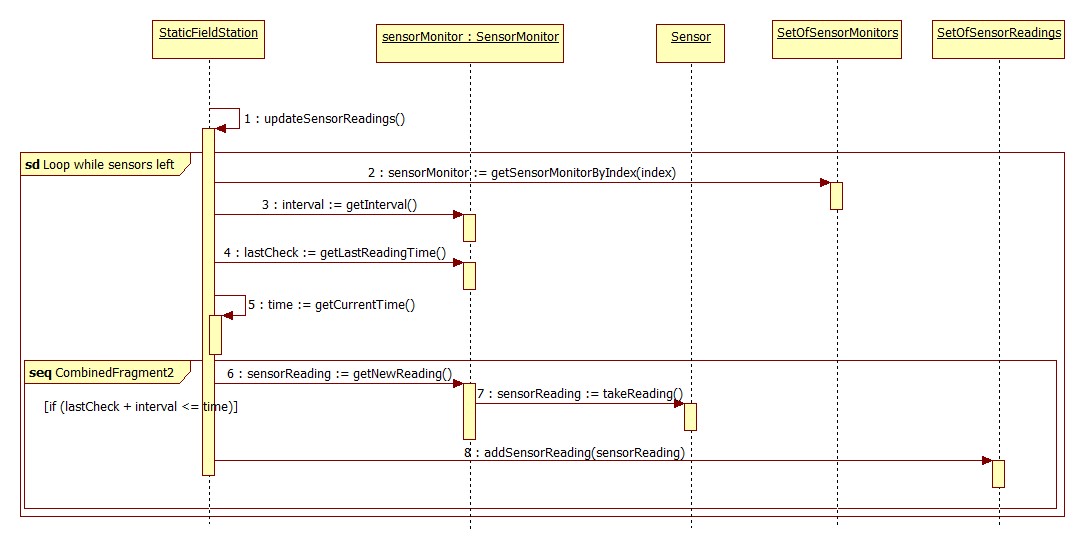 StaticFieldStation
sensorMonitor : SensorMonitor
Sensor
SetOfSensorMonitors
SetOfSensorReadings
1 : updateSensorReadings()
sd Loop while sensors left
2 : sensorMonitor := getSensorMonitorByIndex(index)
3 : interval := getInterval()
4 : lastCheck := getLastReadingTime()
5 : time := getCurrentTime()
seq CombinedFragment2
6 : sensorReading := getNewReading()
7 : sensorReading := takeReading()
[if (lastCheck + interval <= time)]
8 : addSensorReading(sensorReading)